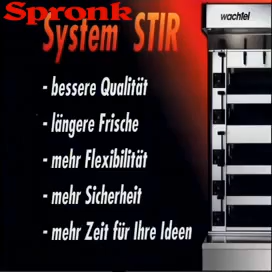 Spronk
System STIR
wachtel
- bessere Qualität
- längere Frische
- mehr Flexibilität
- mehr Sicherheit
- mehr Zeit für Ihre Ideen